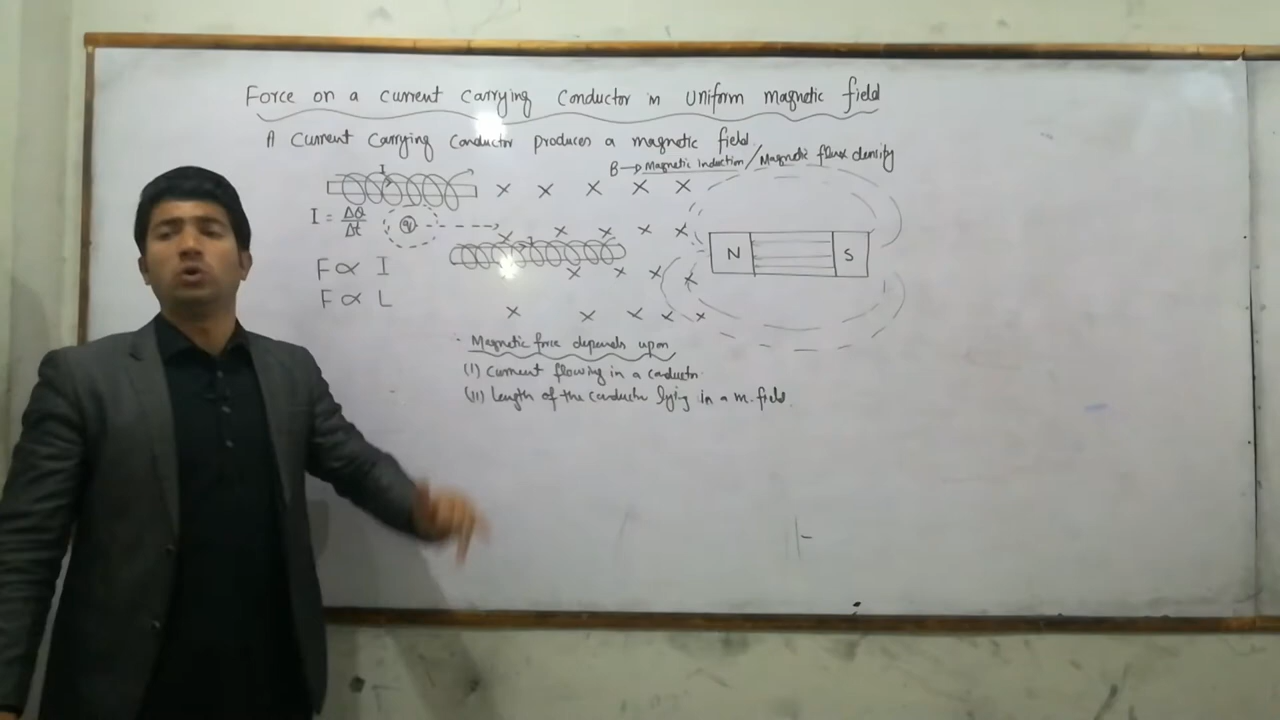 Force on a current carrying conductor in uniform magnetic field
A current carrying conductor produces a magnetic field.
B → Magnetic induction / Magnetic flux density
I
× × × × ×
I = ΔQ/Δt
q
× × × × ×
I
N S
F ∝ I
× × × ×
F ∝ L
× × × × ×
Magnetic force depends upon
(I) current flowing in a conductor.
(II) length of the conductor lying in a m. field.